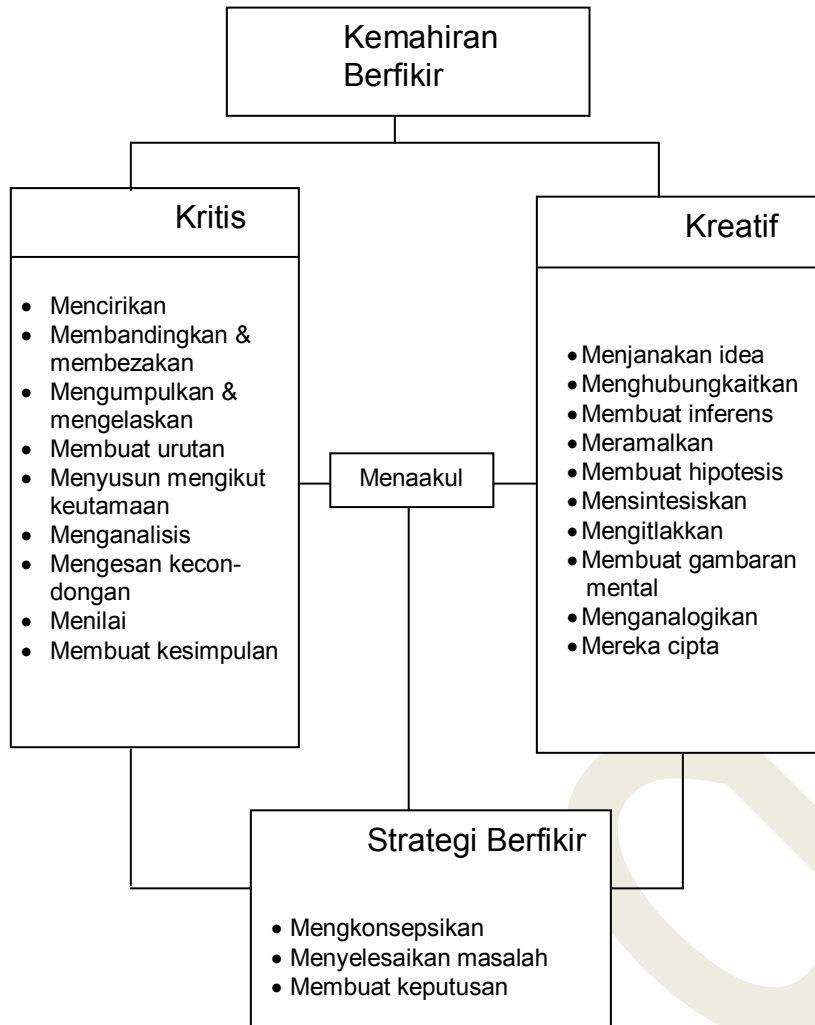 Kemahiran
Berfikir
Kritis
• Mencirikan
• Membandingkan &
membezakan
• Mengumpulkan &
mengelaskan
• Membuat urutan
• Menyusun mengikut
keutamaan
• Menganalisis
• Mengesan kecon-
dongan
• Menilai
• Membuat kesimpulan
Menaakul
Kreatif
• Menjanakan idea
• Menghubungkaitkan
• Membuat inferens
• Meramalkan
• Membuat hipotesis
• Mensintesiskan
• Mengitlakkan
• Membuat gambaran
mental
• Menganalogikan
• Mereka cipta
Strategi Berfikir
• Mengkonsepsikan
• Menyelesaikan masalah
• Membuat keputusan